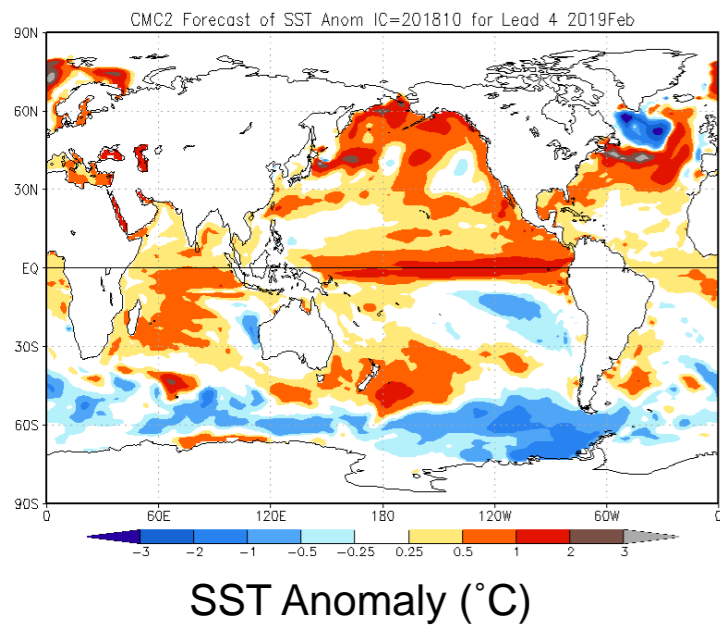 CMC2 Forecast of SST Anom IC=201810 for Lead 4 2019Feb
90N
60N
30N
EQ
30S
60S
90S
0 60E 120E 180 120W 60W 0
-3 -2 -1 -0.5 -0.25 0.25 0.5 1 2 3
SST Anomaly (˚C)